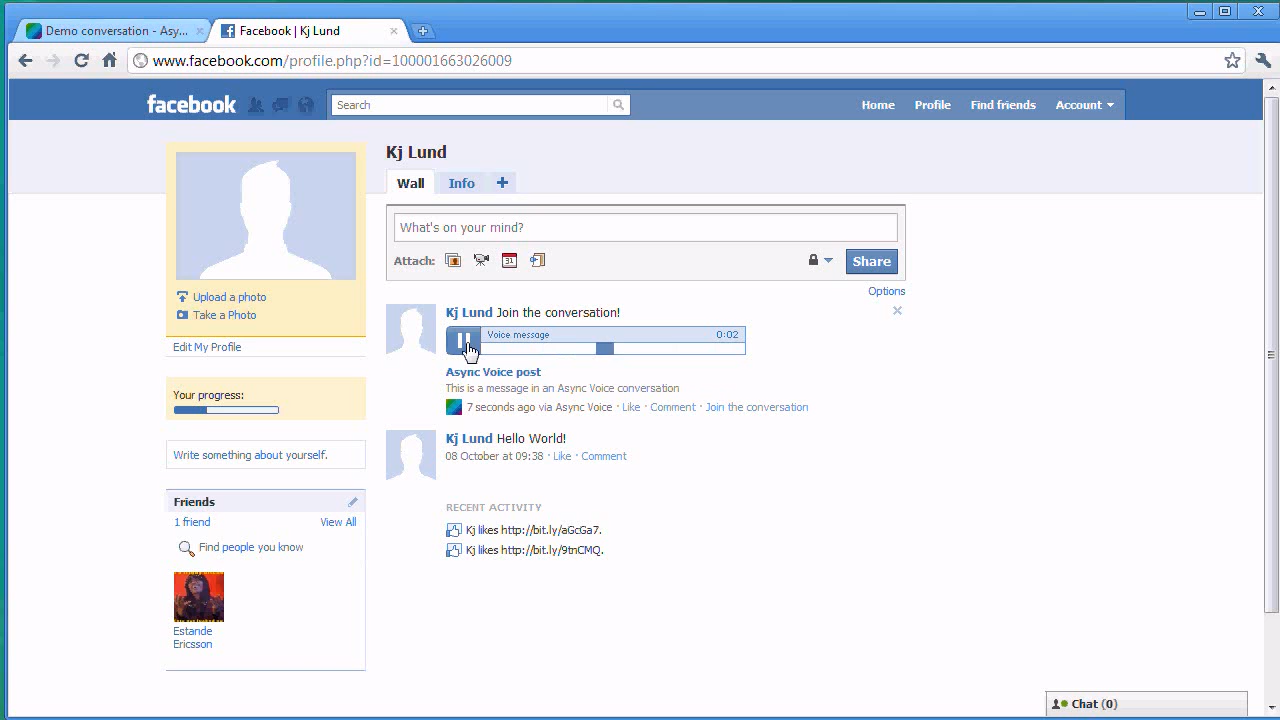 Demo conversation - Asy...
Facebook | Kj Lund
www.facebook.com/profile.php?id=100001663026009
facebook
Search
Home
Profile
Find friends
Account
Kj Lund
Wall
Info
What's on your mind?
Attach:
31
Share
Options
Upload a photo
Take a Photo
Edit My Profile
Your progress:
Write something about yourself.
Friends
1 friend
View All
Find people you know
Estande
Ericsson
Kj Lund Join the conversation!
Voice message
0:02
Async Voice post
This is a message in an Async Voice conversation
7 seconds ago via Async Voice · Like · Comment · Join the conversation
Kj Lund Hello World!
08 October at 09:38 · Like · Comment
RECENT ACTIVITY
Kj likes http://bit.ly/aGcGa7.
Kj likes http://bit.ly/9tnCMQ.
Chat (0)